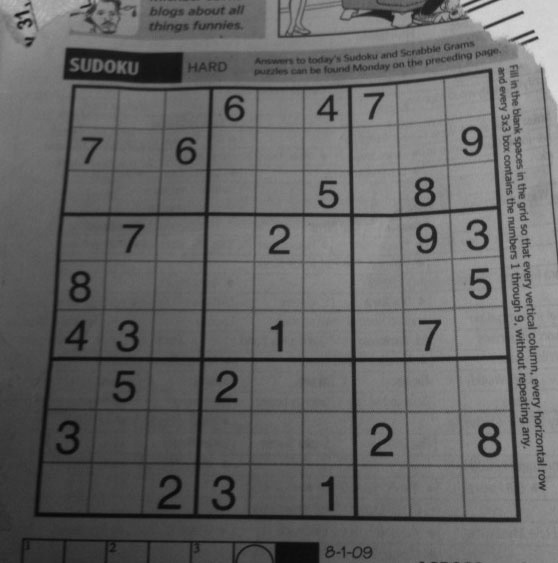 blogs about all
things funnies.
SUDOKU HARD Answers to today's Sudoku and Scrabble Grams
puzzles can be found Monday on the preceding page.
6 4 7
7 6 9
5 8
7 2 9 3
8 5
4 3 1 7
5 2
3 2 8
2 3 1
Fill in the blank spaces in the grid so that every vertical column, every horizontal row
and every 3x3 box contains the numbers 1 through 9, without repeating any.
1 2 3 8-1-09